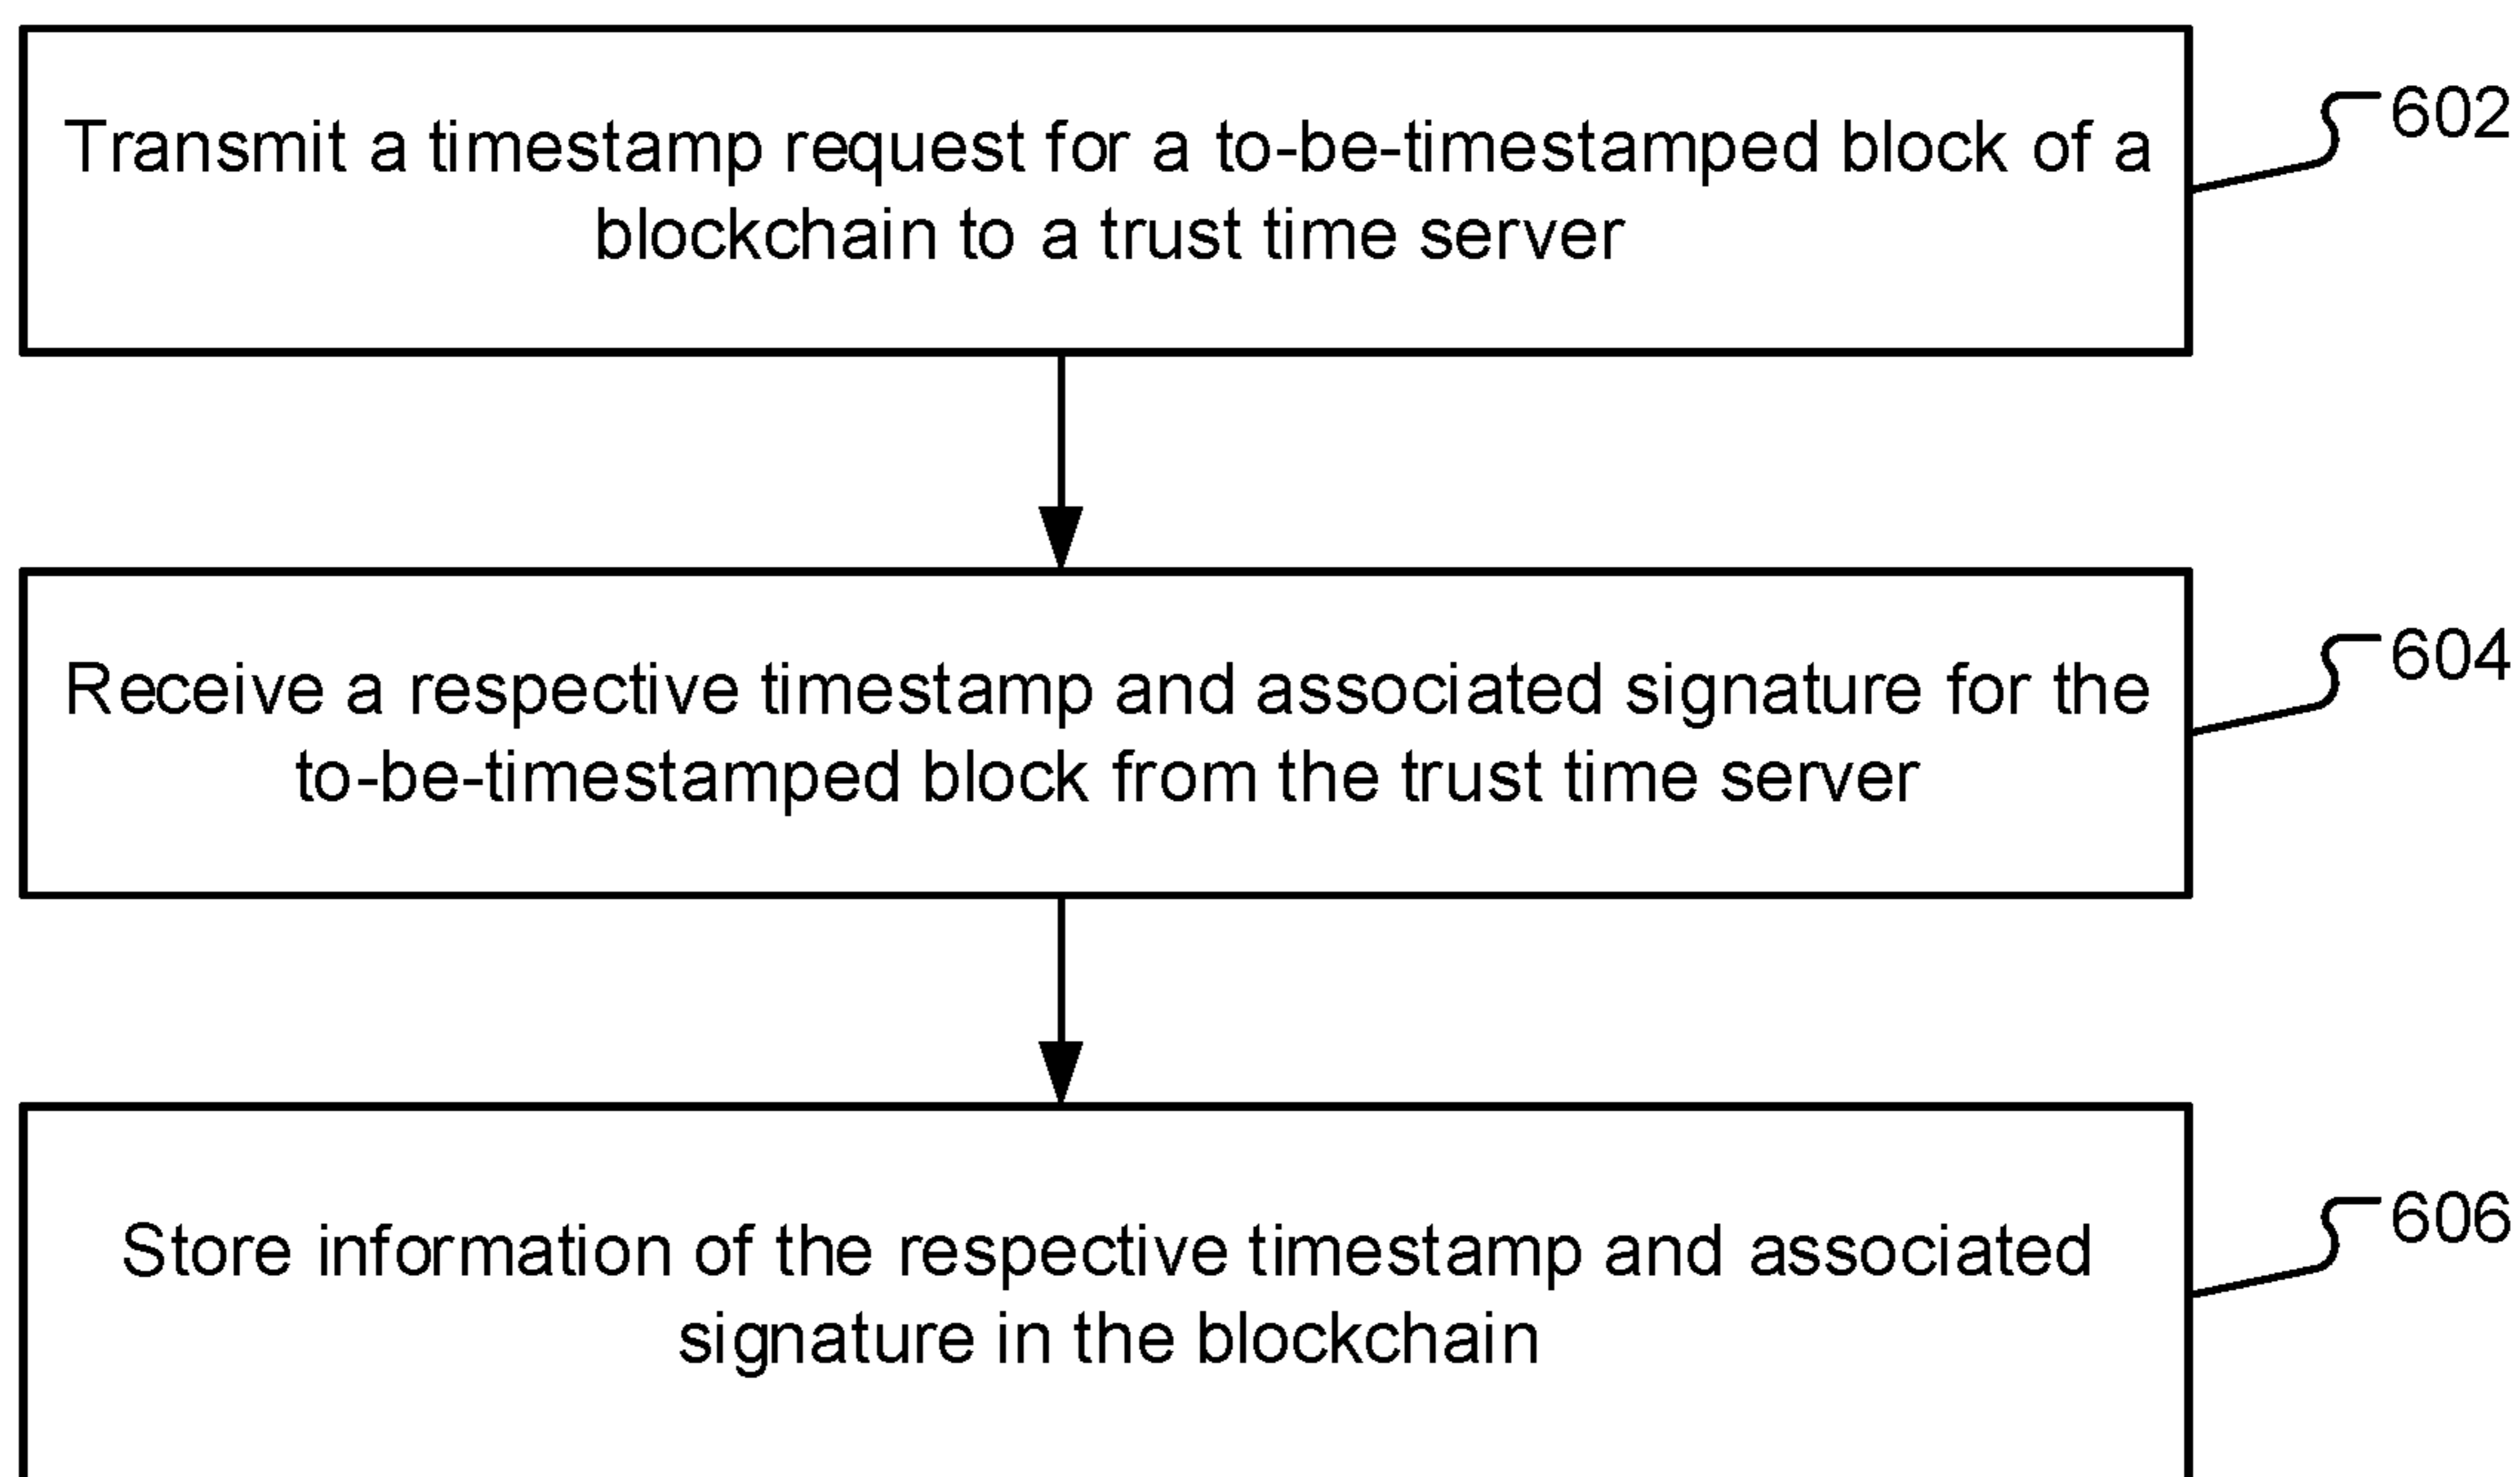 Transmit a timestamp request for a to-be-timestamped block of a
blockchain to a trust time server
602
Receive a respective timestamp and associated signature for the
to-be-timestamped block from the trust time server
604
Store information of the respective timestamp and associated
signature in the blockchain
606